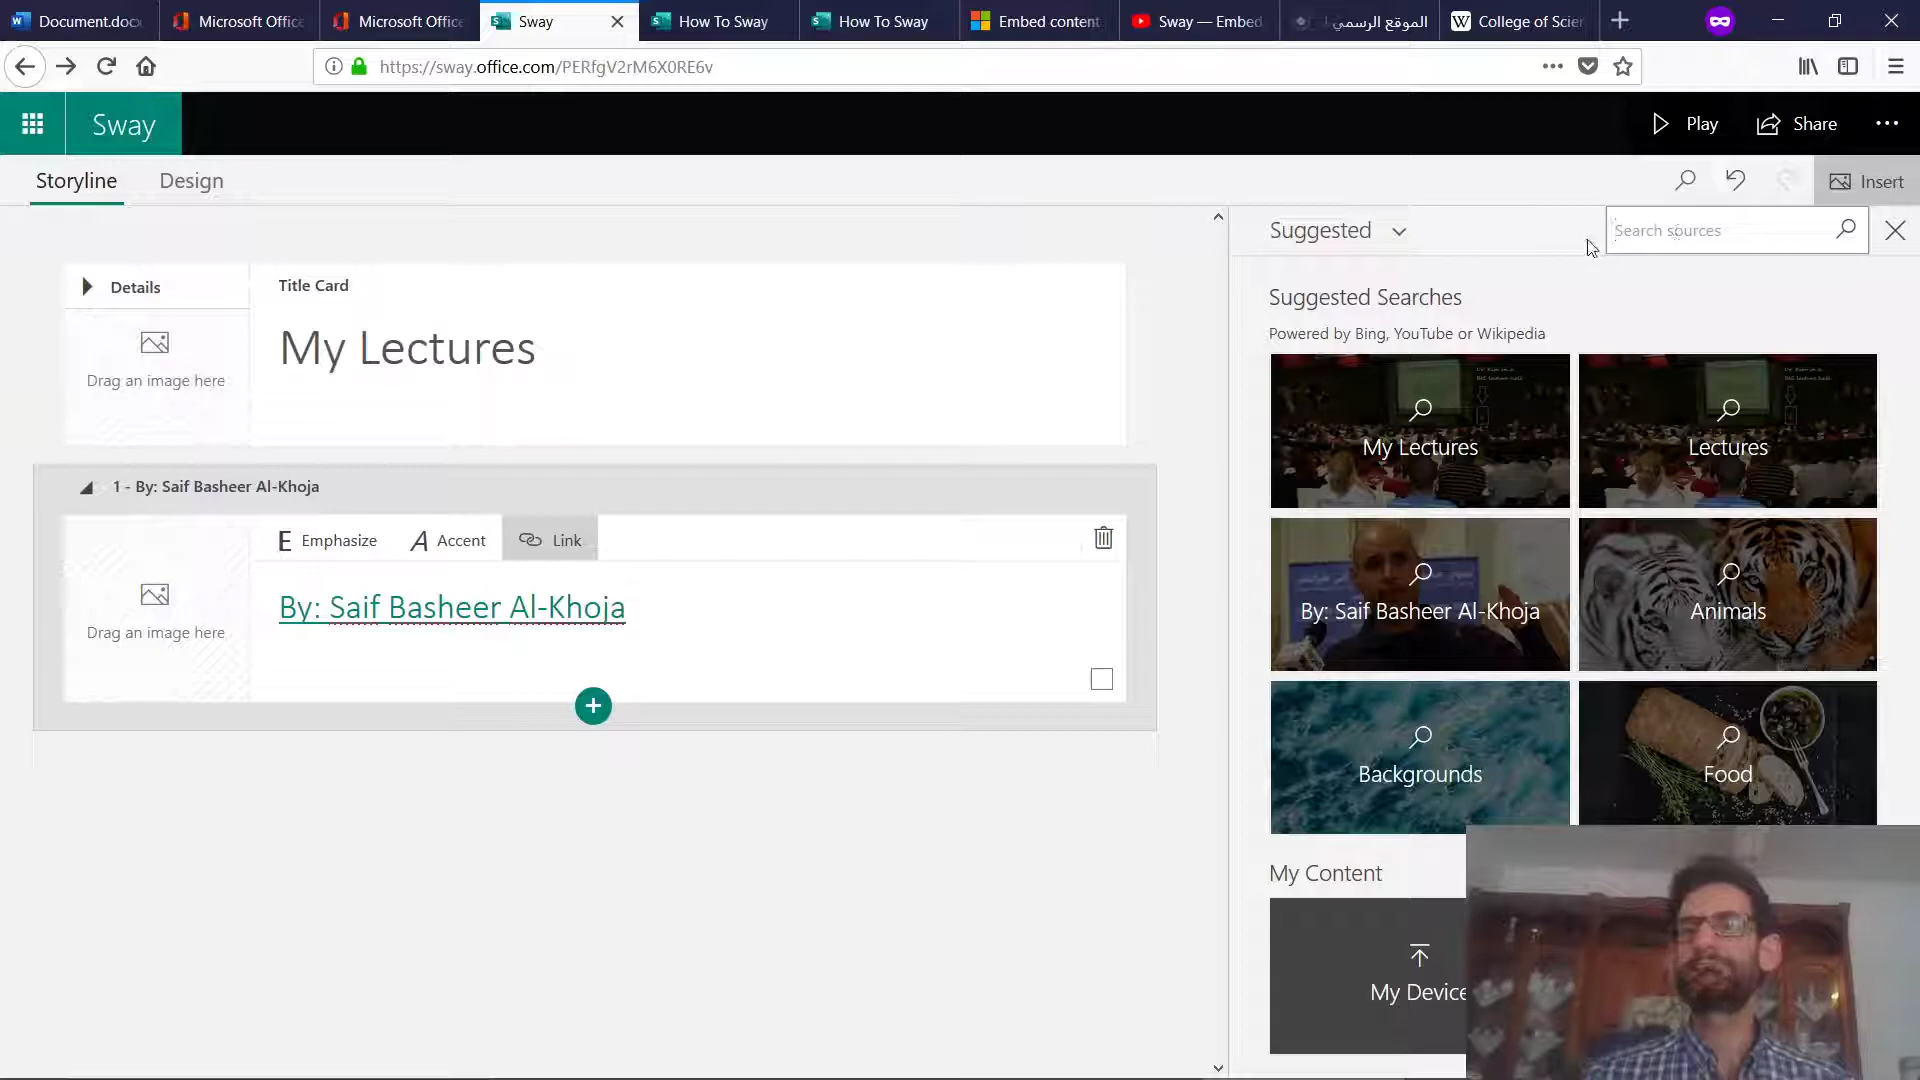 Document.docx
Microsoft Office
Microsoft Office
Sway
How To Sway
How To Sway
Embed content
Sway — Embed
الموقع الرسمي
College of Scien
https://sway.office.com/PERfgV2rM6X0RE6v
Sway
Play
Share
Storyline
Design
Insert
Suggested
Search sources
Details
Title Card
My Lectures
Drag an image here
Suggested Searches
Powered by Bing, YouTube or Wikipedia
My Lectures
Lectures
1 - By: Saif Basheer Al-Khoja
Emphasize
Accent
Link
By: Saif Basheer Al-Khoja
Drag an image here
By: Saif Basheer Al-Khoja
Animals
Backgrounds
Food
My Content
My Device